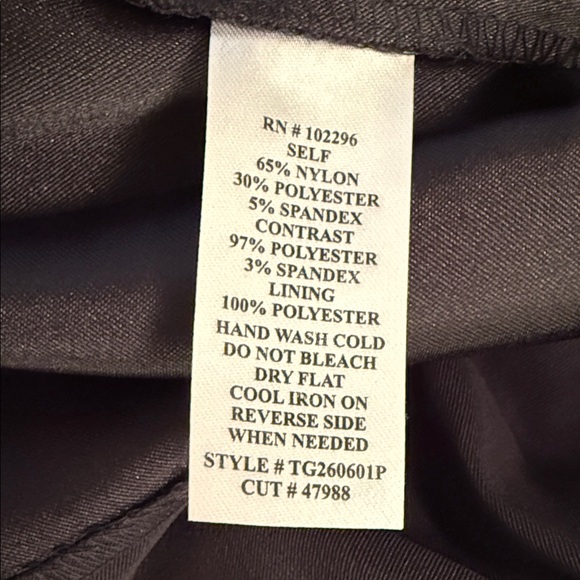 RN # 102296
SELF
65% NYLON
30% POLYESTER
5% SPANDEX
CONTRAST
97% POLYESTER
3% SPANDEX
LINING
100% POLYESTER
HAND WASH COLD
DO NOT BLEACH
DRY FLAT
COOL IRON ON
REVERSE SIDE
WHEN NEEDED
STYLE # TG260601P
CUT # 47988